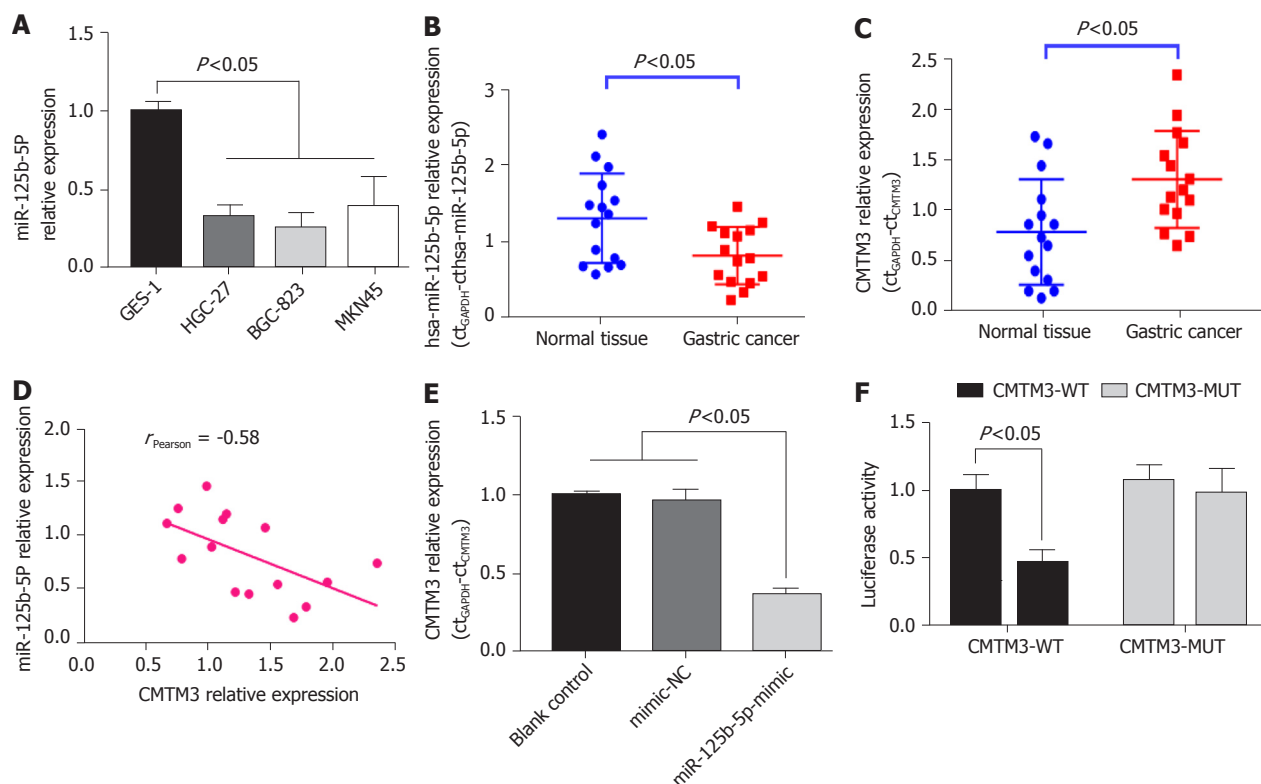 A
miR-125b-5P
relative expression
1.5
1.0
0.5
0.0
P<0.05
GES-1
HGC-27
BGC-823
MKN45
B
hsa-miR-125b-5p relative expression
(ctGAPDH-cthsa-miR-125b-5p)
3
2
1
0
P<0.05
Normal tissue
Gastric cancer
C
CMTM3 relative expression
(ctGAPDH-ctCMTM3)
2.5
2.0
1.5
1.0
0.5
0.0
P<0.05
Normal tissue
Gastric cancer
D
miR-125b-5P relative expression
2.0
1.5
1.0
0.5
0.0
rPearson = -0.58
0.0
0.5
1.0
1.5
2.0
2.5
CMTM3 relative expression
E
CMTM3 relative expression
(ctGAPDH-ctCMTM3)
1.5
1.0
0.5
0.0
P<0.05
Blank control
mimic-NC
miR-125b-5p-mimic
F
CMTM3-WT
CMTM3-MUT
Luciferase activity
1.5
1.0
0.5
0.0
P<0.05
CMTM3-WT
CMTM3-MUT